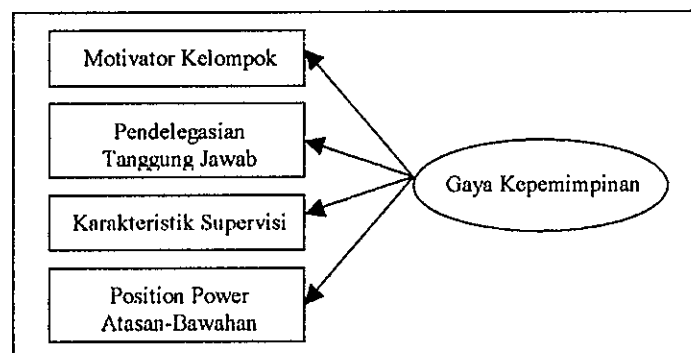 Motivator Kelompok
Pendelegasian
Tanggung Jawab
Karakteristik Supervisi
Position Power
Atasan-Bawahan
Gaya Kepemimpinan